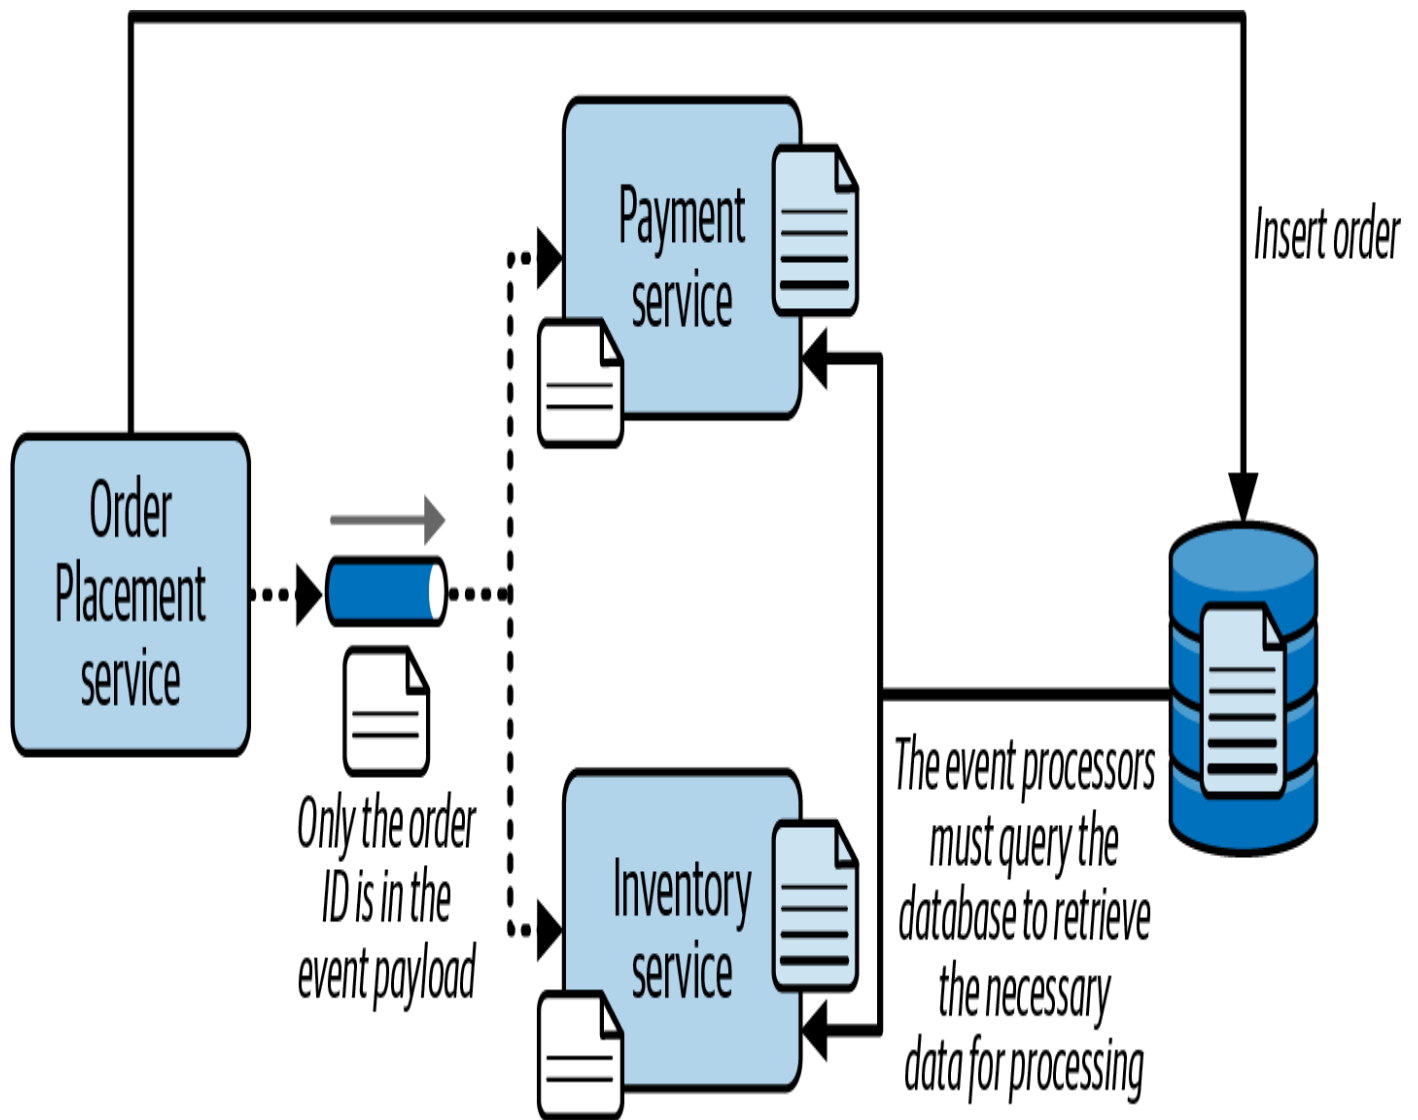 Payment
service
Insert order
Order
Placement
service
Only the order
ID is in the
event payload
The event processors
must query the
database to retrieve
the necessary
data for processing
Inventory
service